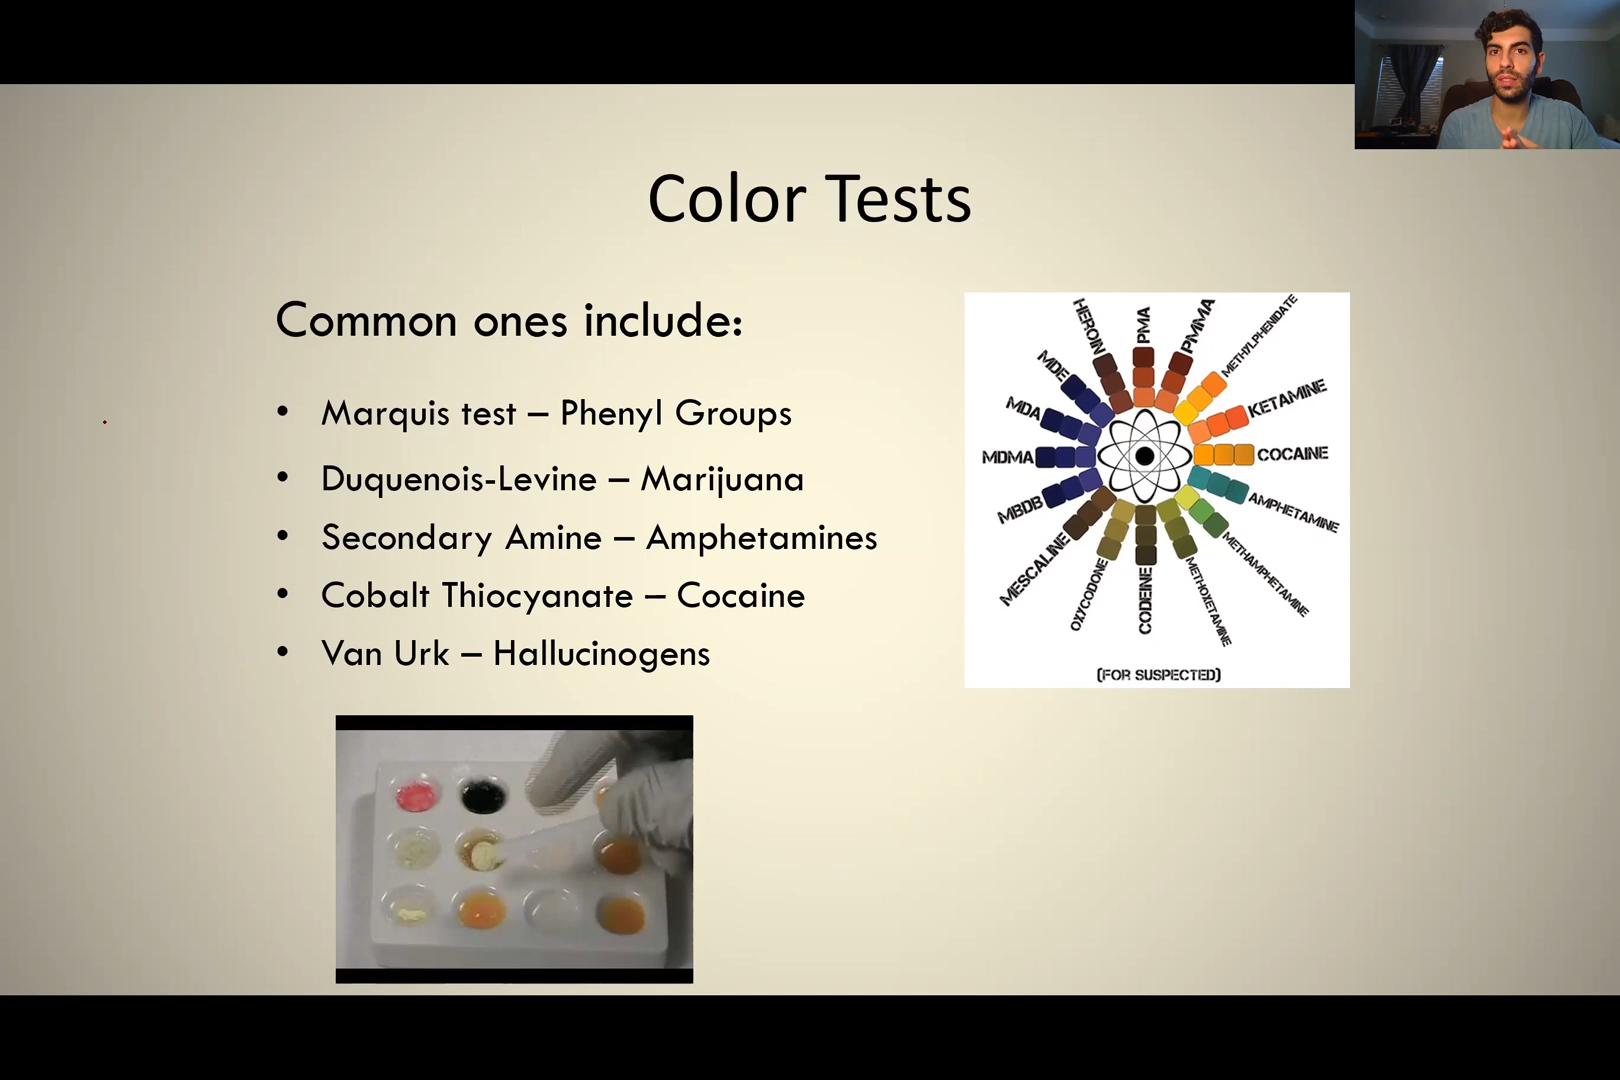 Color Tests
Common ones include:
• Marquis test – Phenyl Groups
• Duquenois-Levine – Marijuana
• Secondary Amine – Amphetamines
• Cobalt Thiocyanate – Cocaine
• Van Urk – Hallucinogens
HEROIN
PMA
PMMA
METHYLPHENIDATE
MDE
KETAMINE
MDA
MDMA
COCAINE
MBDB
AMPHETAMINE
MESCALINE
METHAMPHETAMINE
OXYCODONE
CODEINE
METHOXETAMINE
(FOR SUSPECTED)